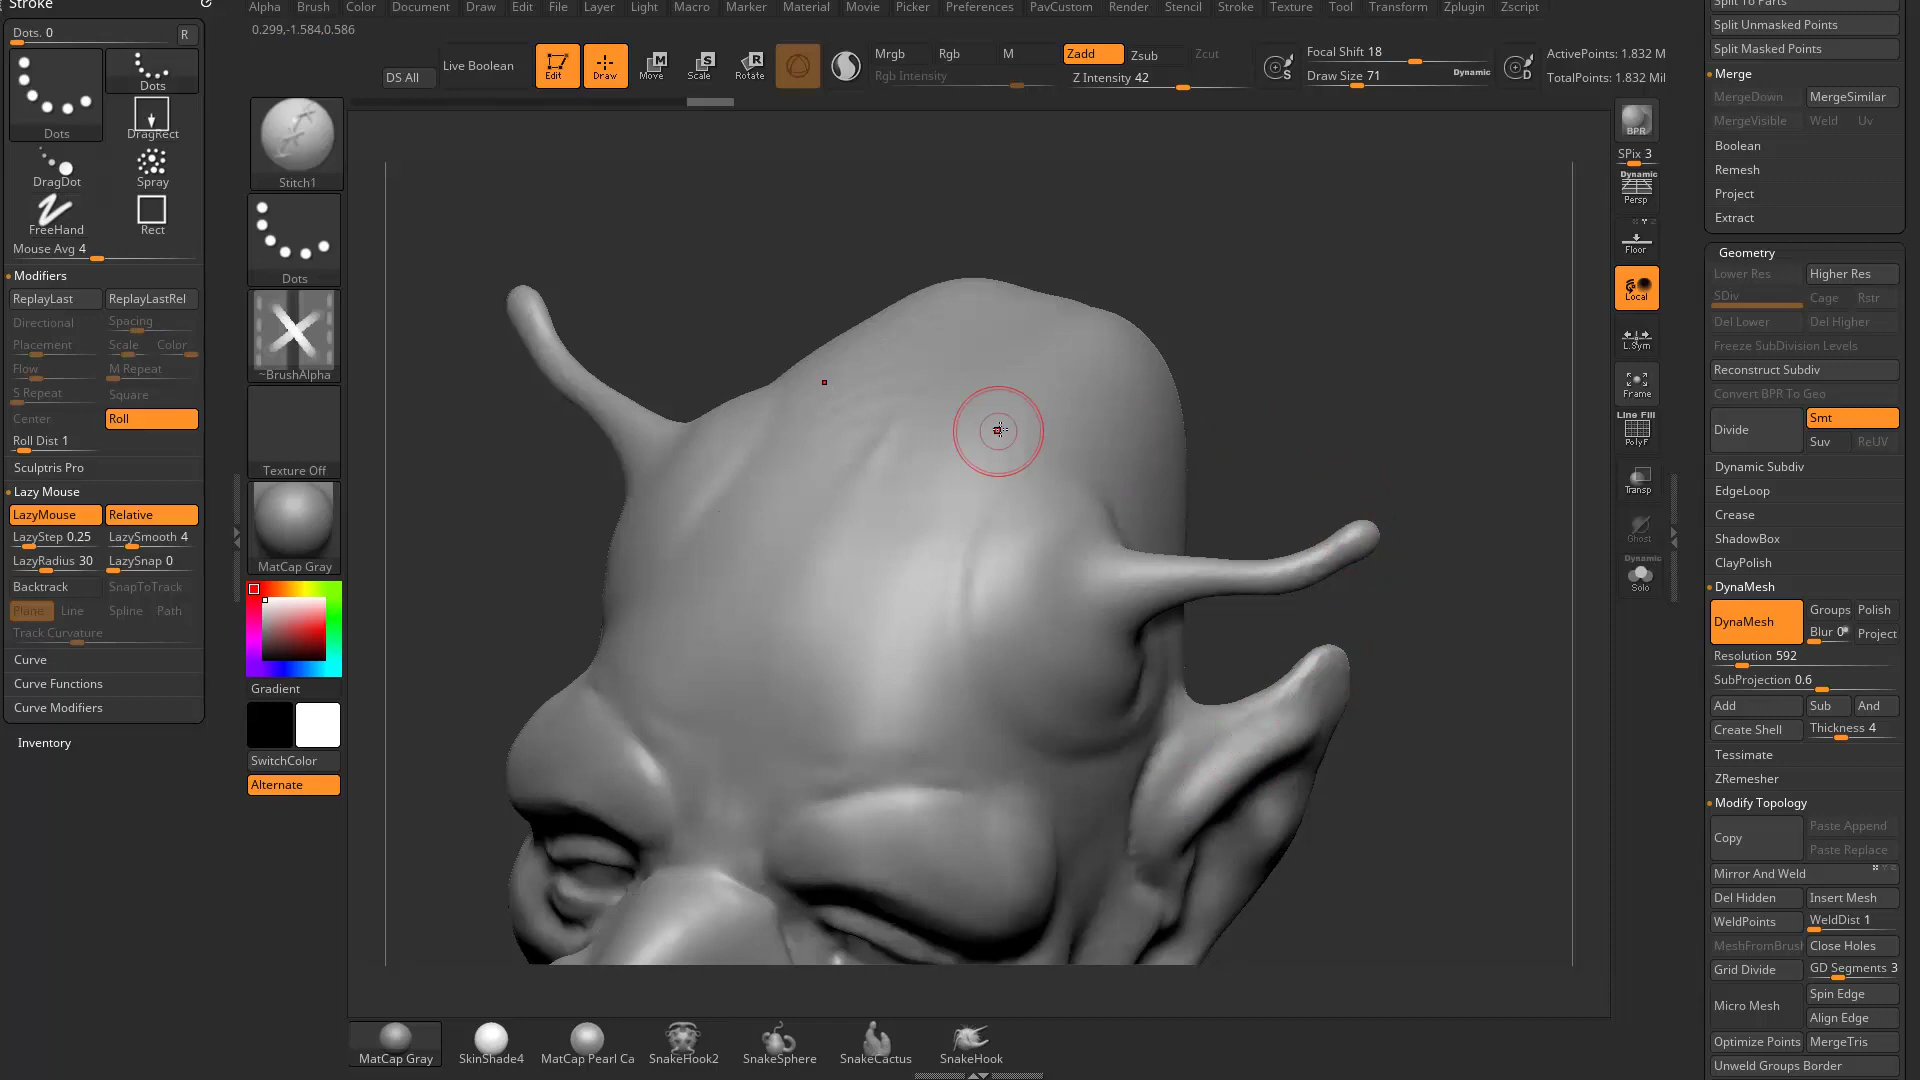 Stroke
Alpha Brush Color Document Draw Edit File Layer Light Macro Marker Material Movie Picker Preferences PavCustom Render Stencil Stroke Texture Tool Transform Zplugin Zscript
0.299,-1.584,0.586
DS All
Live Boolean
Edit
Draw
Move
Scale
Rotate
Mrgb Rgb M
Rgb Intensity
Zadd Zsub Zcut
Z Intensity 42
Focal Shift 18
Draw Size 71
Dynamic
ActivePoints: 1.832 M
TotalPoints: 1.832 Mil
Dots. 0
R
Dots
Dots
DragRect
DragDot
Spray
FreeHand
Rect
Mouse Avg 4
Modifiers
ReplayLast ReplayLastRel
Directional Spacing
Placement Scale Color
Flow M Repeat
S Repeat Square
Center Roll
Roll Dist 1
Sculptris Pro
Lazy Mouse
LazyMouse Relative
LazyStep 0.25 LazySmooth 4
LazyRadius 30 LazySnap 0
Backtrack SnapToTrack
Plane Line Spline Path
Track Curvature
Curve
Curve Functions
Curve Modifiers
Inventory
Stitch1
Dots
~BrushAlpha
Texture Off
MatCap Gray
Gradient
SwitchColor
Alternate
MatCap Gray
SkinShade4
MatCap Pearl Ca
SnakeHook2
SnakeSphere
SnakeCactus
SnakeHook
BPR
SPix 3
Dynamic
Persp
Floor
Local
L.Sym
Frame
Line Fill
PolyF
Transp
Ghost
Dynamic
Solo
Split To Parts
Split Unmasked Points
Split Masked Points
Merge
MergeDown MergeSimilar
MergeVisible Weld Uv
Boolean
Remesh
Project
Extract
Geometry
Lower Res Higher Res
SDiv Cage Rstr
Del Lower Del Higher
Freeze SubDivision Levels
Reconstruct Subdiv
Convert BPR To Geo
Divide
Smt
Suv ReUV
Dynamic Subdiv
EdgeLoop
Crease
ShadowBox
ClayPolish
DynaMesh
DynaMesh
Groups Polish
Blur 0 Project
Resolution 592
SubProjection 0.6
Add Sub And
Create Shell Thickness 4
Tessimate
ZRemesher
Modify Topology
Copy
Paste Append
Paste Replace
Mirror And Weld
Del Hidden Insert Mesh
WeldPoints WeldDist 1
MeshFromBrush Close Holes
Grid Divide GD Segments 3
Micro Mesh
Spin Edge
Align Edge
Optimize Points MergeTris
Unweld Groups Border